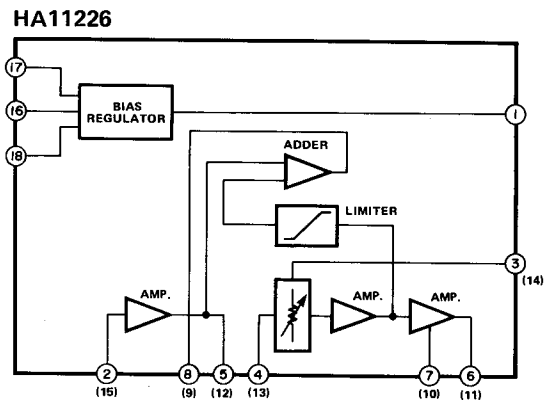 HA11226
17
16
18
BIAS
REGULATOR
1
ADDER
LIMITER
3
(14)
AMP.
AMP.
AMP.
2
8
5
4
7
6
(15)
(9)
(12)
(13)
(10)
(11)